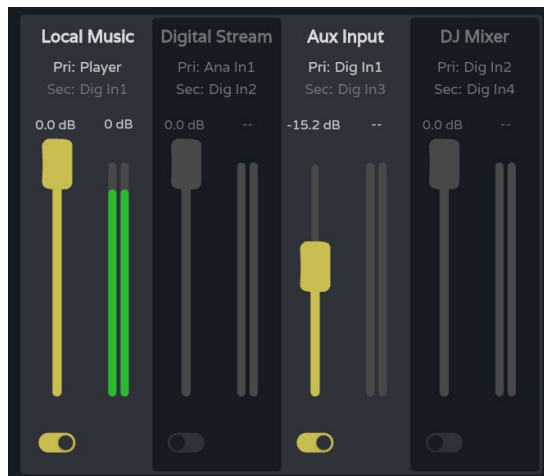 Local Music
Pri: Player
Sec: Dig In1
0.0 dB
0 dB
Digital Stream
Pri: Ana In1
Sec: Dig In2
0.0 dB
--
Aux Input
Pri: Dig In1
Sec: Dig In3
-15.2 dB
--
DJ Mixer
Pri: Dig In2
Sec: Dig In4
0.0 dB
--